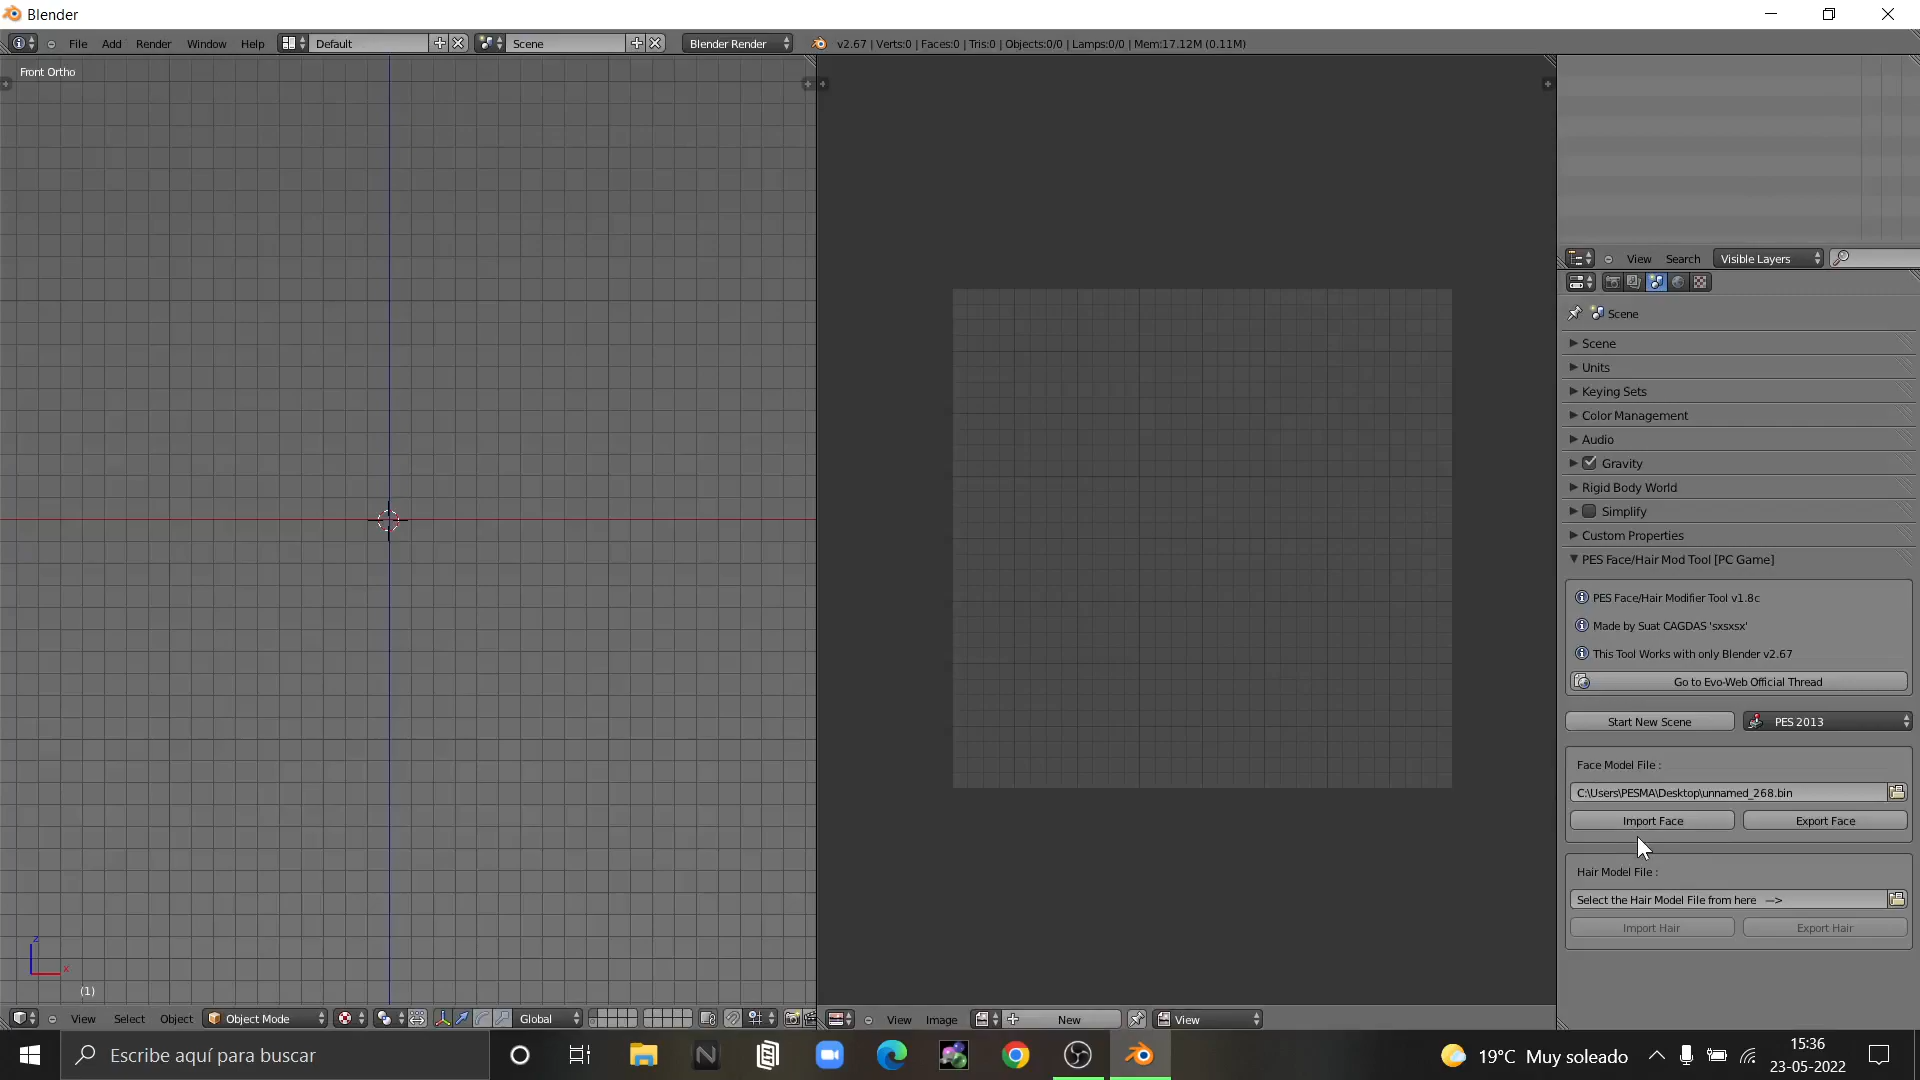 Blender
File Add Render Window Help Default Scene Blender Render v2.67 | Verts:0 | Faces:0 | Tris:0 | Objects:0/0 | Lamps:0/0 | Mem:17.12M (0.11M)
Front Ortho
View Search Visible Layers
Scene
Scene
Units
Keying Sets
Color Management
Audio
Gravity
Rigid Body World
Simplify
Custom Properties
PES Face/Hair Mod Tool [PC Game]
PES Face/Hair Modifier Tool v1.8c
Made by Suat CAGDAS 'sxsxsx'
This Tool Works with only Blender v2.67
Go to Evo-Web Official Thread
Start New Scene PES 2013
Face Model File :
C:\Users\PESMA\Desktop\unnamed_268.bin
Import Face Export Face
Hair Model File :
Select the Hair Model File from here —>
Import Hair Export Hair
z
x
(1)
View Select Object Object Mode Global View Image New View
Escribe aquí para buscar
19°C Muy soleado
15:36
23-05-2022